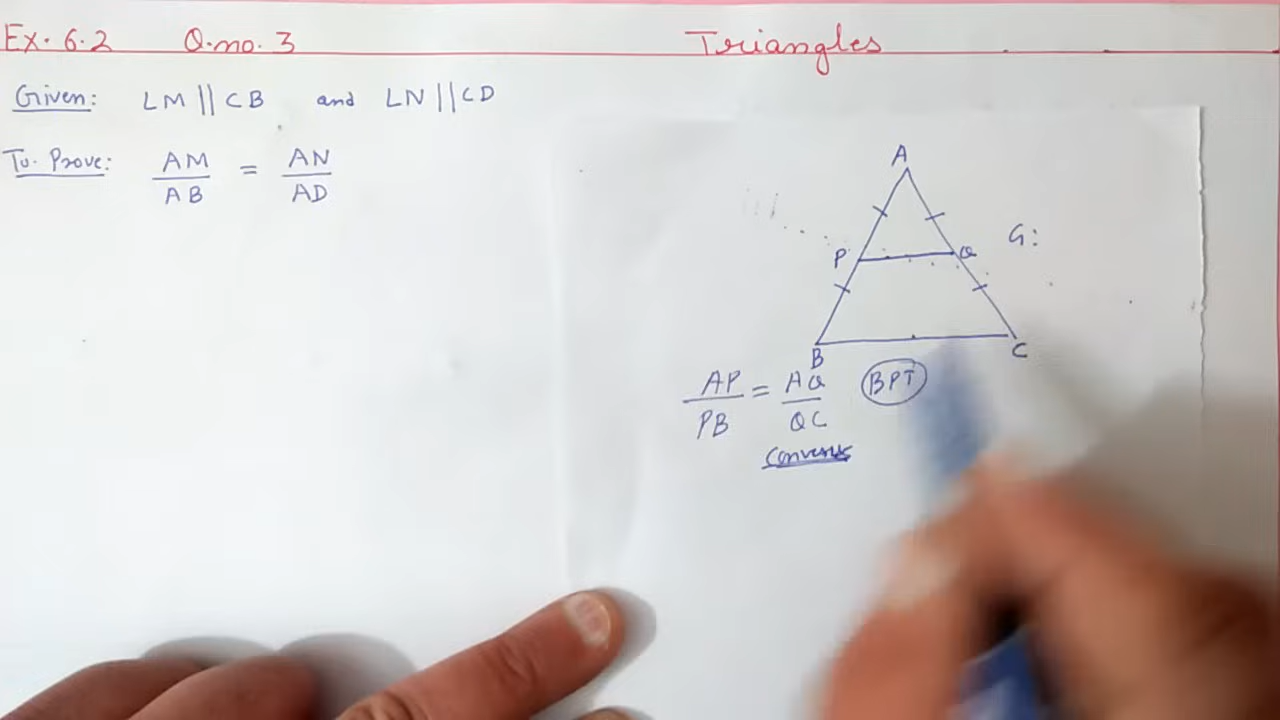 Ex. 6.2 Q.no. 3 Triangles
Given: LM || CB and LN || CD
To. Prove: AM/AB = AN/AD
A
P Q G:
B C
AP/PB = AQ/QC BPT
Converse